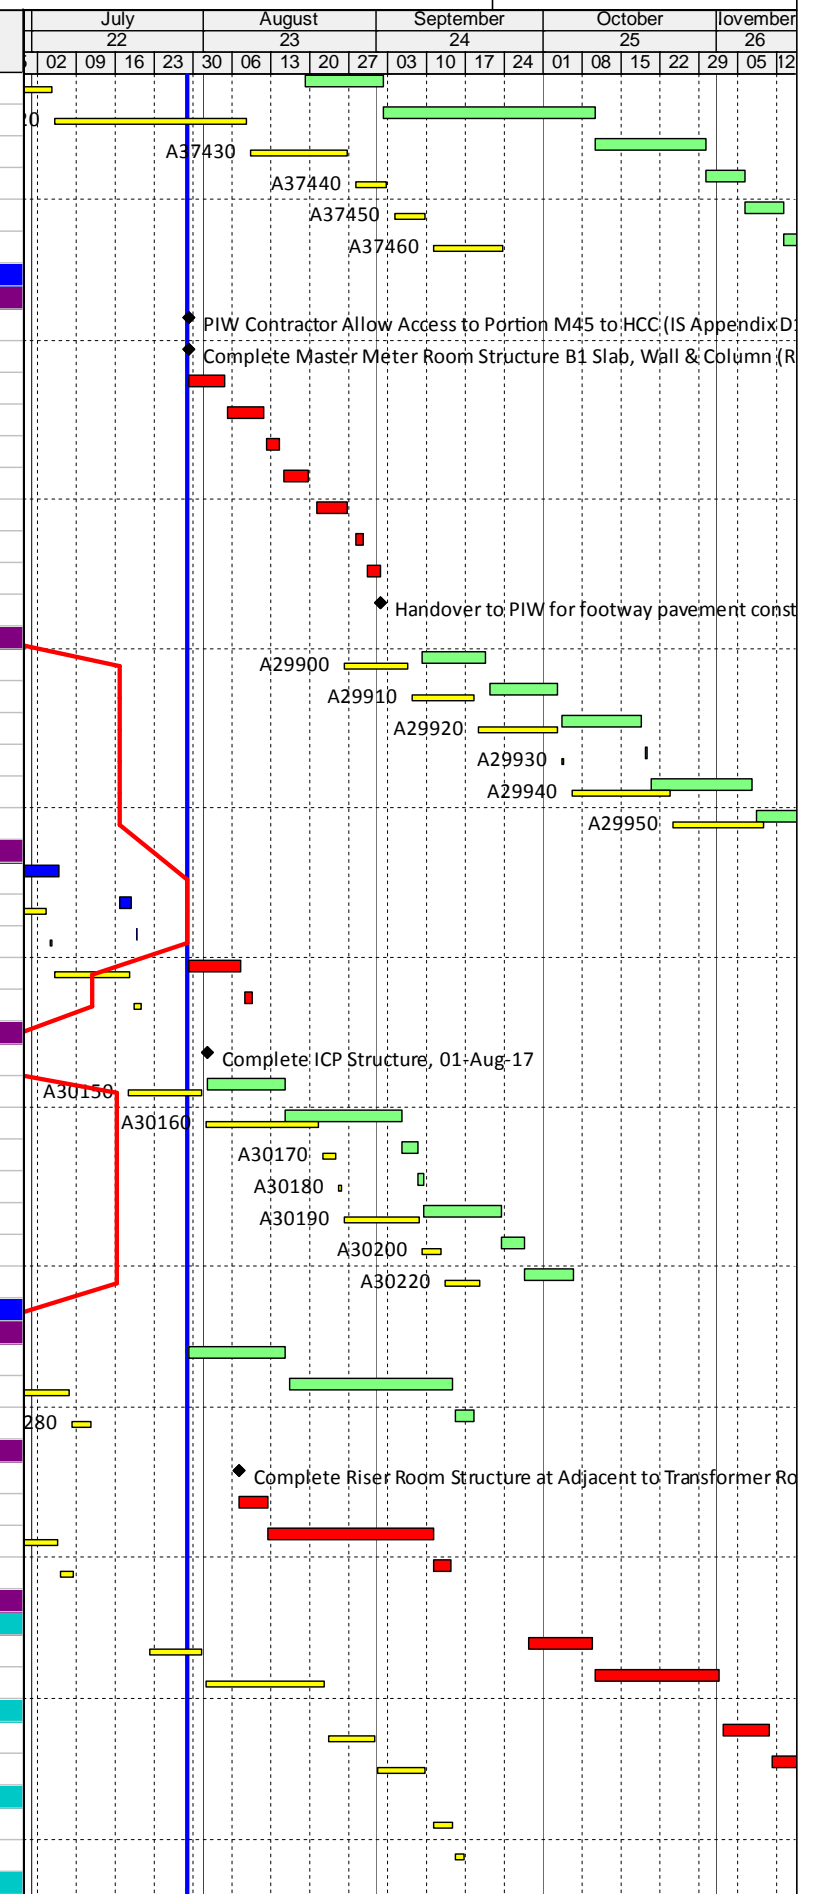 July August September October lovember
22 23 24 25 26
02 09 16 23 30 06 13 20 27 03 10 17 24 01 08 15 22 29 05 12
20
A37430
A37440
A37450
A37460
PIW Contractor Allow Access to Portion M45 to HCC (IS Appendix D
Complete Master Meter Room Structure B1 Slab, Wall & Column (R
Handover to PIW for footway pavement const
A29900
A29910
A29920
A29930
A29940
A29950
Complete ICP Structure, 01-Aug-17
A30150
A30160
A30170
A30180
A30190
A30200
A30220
280
Complete Riser Room Structure at Adjacent to Transformer Ro